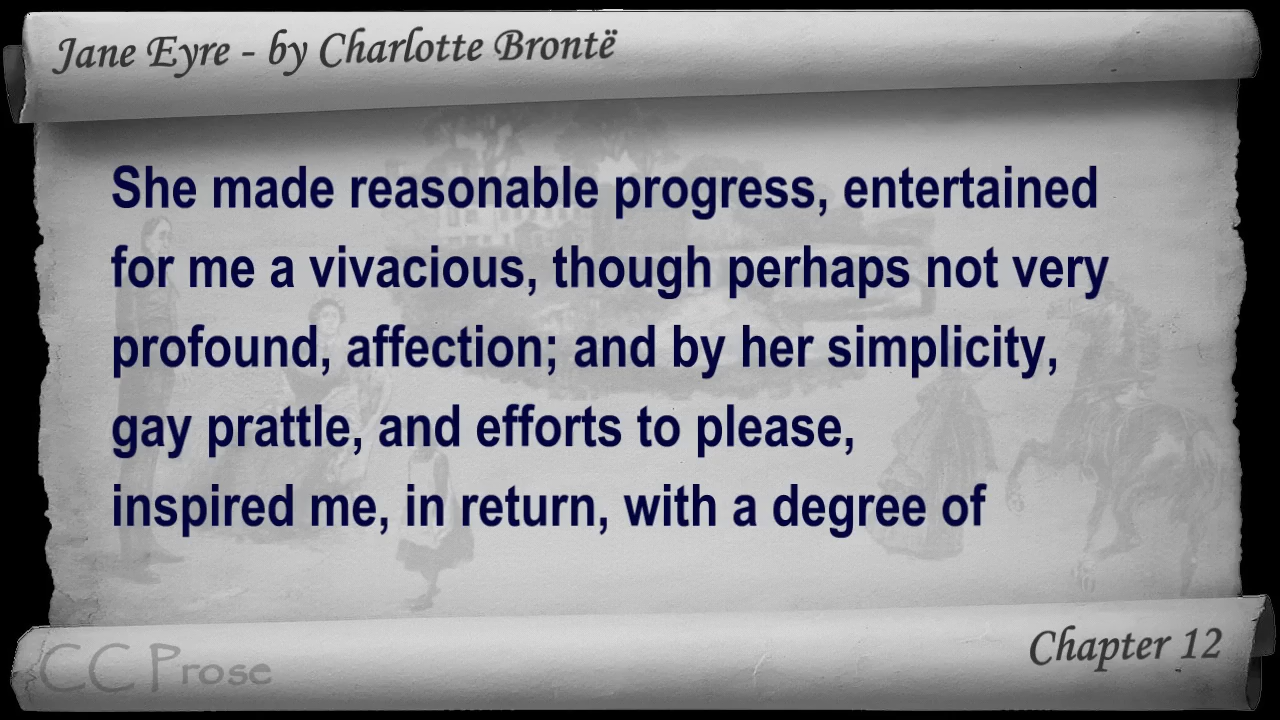 Jane Eyre - by Charlotte Brontë
She made reasonable progress, entertained
for me a vivacious, though perhaps not very
profound, affection; and by her simplicity,
gay prattle, and efforts to please,
inspired me, in return, with a degree of
CC Prose
Chapter 12